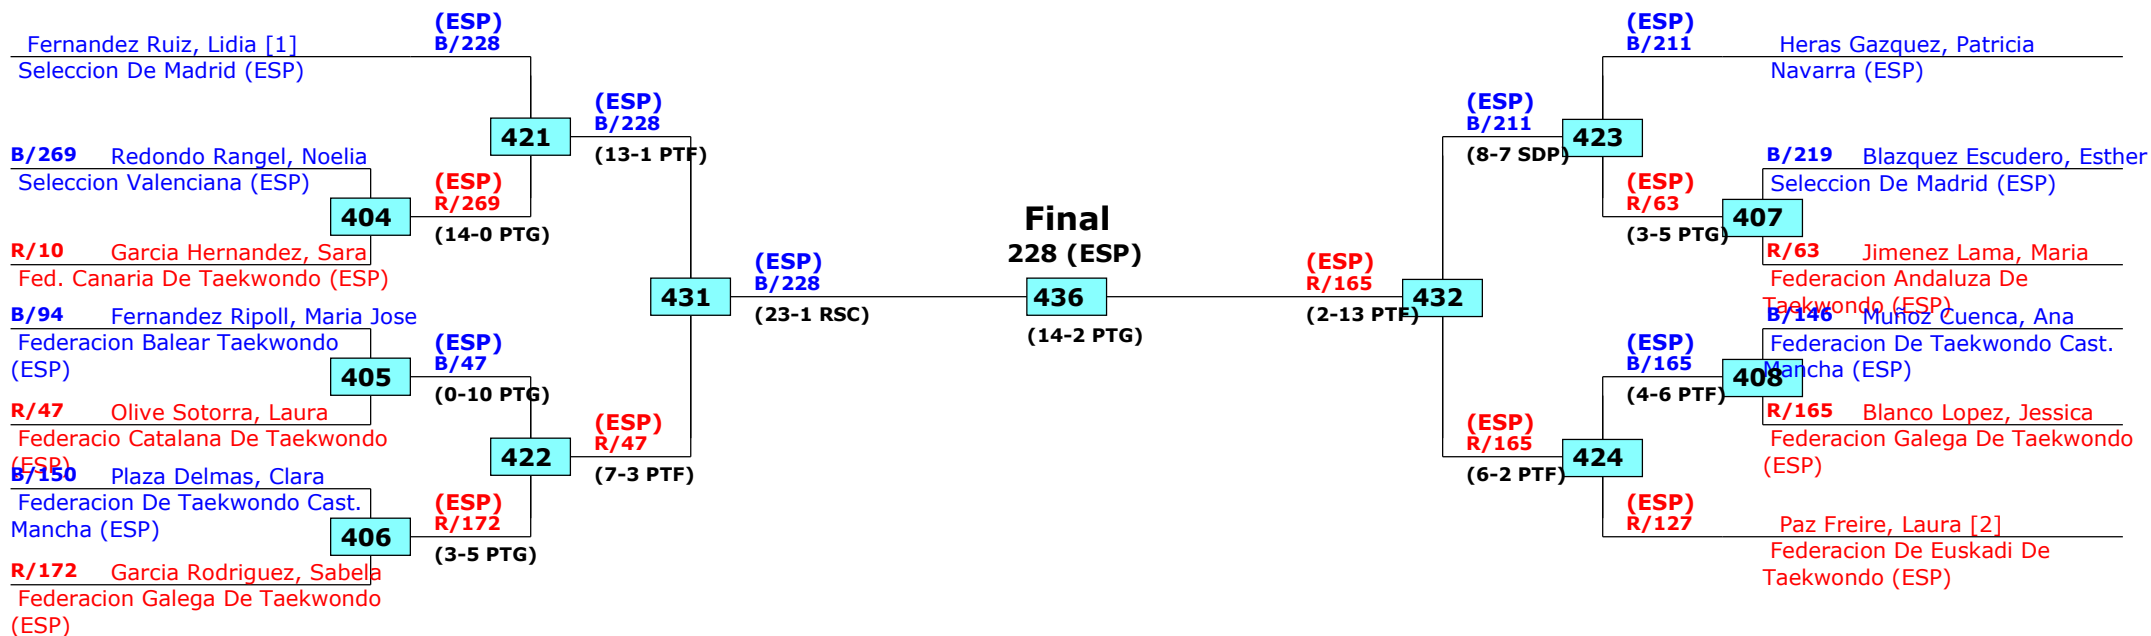 (ESP)
B/228
Fernandez Ruiz, Lidia [1]
Seleccion De Madrid (ESP)
421
(ESP)
B/228
(13-1 PTF)
B/269 Redondo Rangel, Noelia
Seleccion Valenciana (ESP)
404
(ESP)
R/269
(14-0 PTG)
R/10 Garcia Hernandez, Sara
Fed. Canaria De Taekwondo (ESP)
431
(ESP)
B/228
(23-1 RSC)
B/94 Fernandez Ripoll, Maria Jose
Federacion Balear Taekwondo
(ESP)
405
(ESP)
B/47
(0-10 PTG)
R/47 Olive Sotorra, Laura
Federacio Catalana De Taekwondo
(ESP)
422
(ESP)
R/47
(7-3 PTF)
B/150 Plaza Delmas, Clara
Federacion De Taekwondo Cast.
Mancha (ESP)
406
(ESP)
R/172
(3-5 PTG)
R/172 Garcia Rodriguez, Sabela
Federacion Galega De Taekwondo
(ESP)
Final
228 (ESP)
436
(14-2 PTG)
(ESP)
R/165
(2-13 PTF)
432
(ESP)
B/211
(8-7 SDP)
423
(ESP)
B/211
Heras Gazquez, Patricia
Navarra (ESP)
B/219 Blazquez Escudero, Esther
Seleccion De Madrid (ESP)
(ESP)
R/63
(3-5 PTG)
407
R/63 Jimenez Lama, Maria
Federacion Andaluza De
Taekwondo (ESP)
B/146 Muñoz Cuenca, Ana
Federacion De Taekwondo Cast.
Mancha (ESP)
(ESP)
B/165
(4-6 PTF)
408
R/165 Blanco Lopez, Jessica
Federacion Galega De Taekwondo
(ESP)
(ESP)
R/165
(6-2 PTF)
424
(ESP)
R/127
Paz Freire, Laura [2]
Federacion De Euskadi De
Taekwondo (ESP)